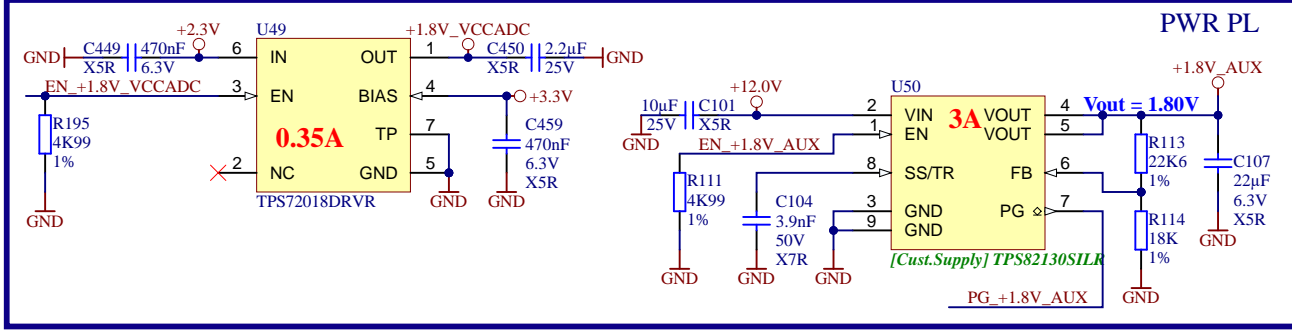 PWR PL
U49
+2.3V
+1.8V_VCCADC
C449 470nF
GND
X5R 6.3V
6 IN
OUT 1
C450 2.2µF
X5R 25V
GND
EN_+1.8V_VCCADC
3 EN
BIAS 4
+3.3V
R195
4K99
1%
GND
0.35A
TP 7
C459
470nF
6.3V
X5R
GND
2 NC
GND 5
GND
TPS72018DRVR
U50
+12.0V
+1.8V_AUX
10µF C101
25V X5R
GND
2 VIN
3A
VOUT 4
Vout = 1.80V
1 EN
VOUT 5
EN_+1.8V_AUX
R113
22K6
1%
C107
22µF
6.3V
X5R
GND
8 SS/TR
FB 6
R111
4K99
1%
GND
C104
3.9nF
50V
X7R
GND
3 GND
PG 7
9 GND
GND
R114
18K
1%
GND
[Cust.Supply] TPS82130SILR
PG_+1.8V_AUX